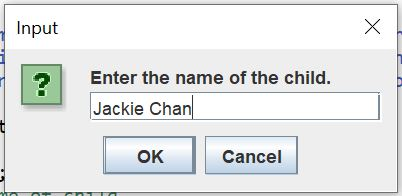 Input
?
Enter the name of the child.
Jackie Chan
OK
Cancel